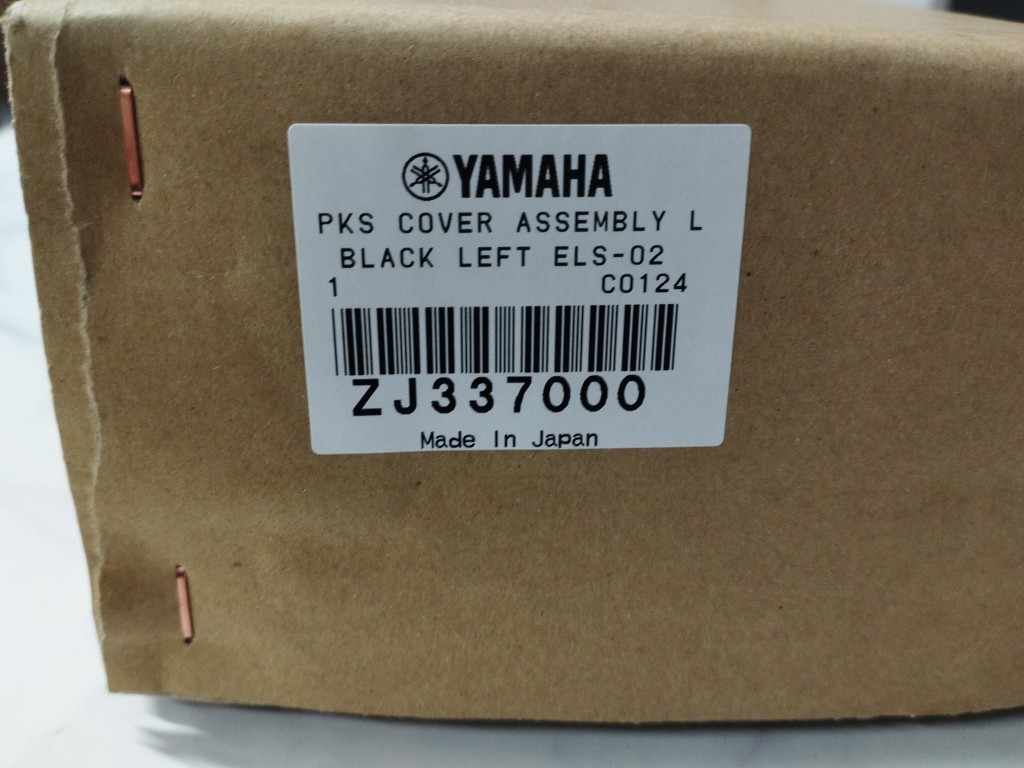 YAMAHA
PKS COVER ASSEMBLY L
BLACK LEFT ELS-02
1 C0124
ZJ337000
Made In Japan